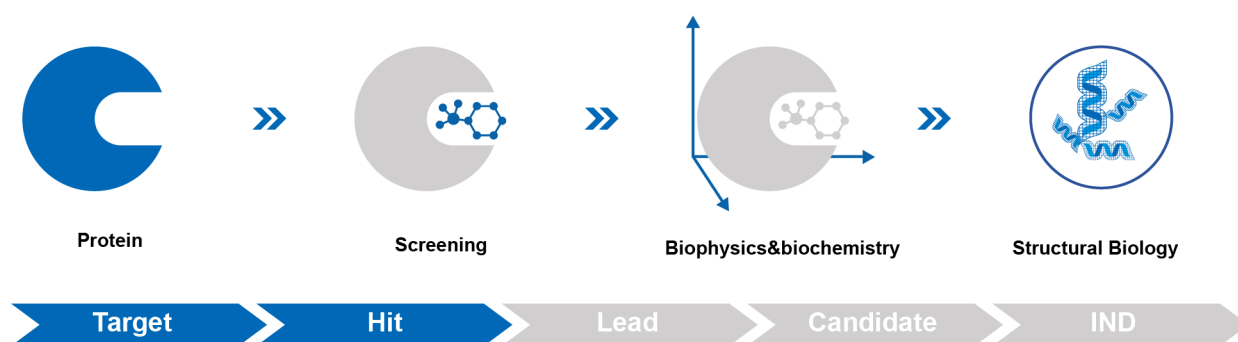 Protein
Screening
Biophysics&biochemistry
Structural Biology
Target
Hit
Lead
Candidate
IND